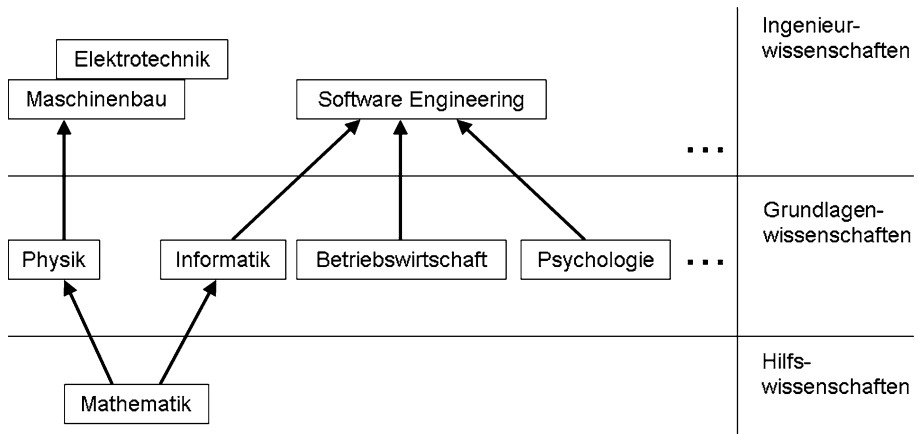 Elektrotechnik
Maschinenbau
Software Engineering
...
Ingenieur-
wissenschaften
Physik
Informatik
Betriebswirtschaft
Psychologie
...
Grundlagen-
wissenschaften
Mathematik
Hilfs-
wissenschaften